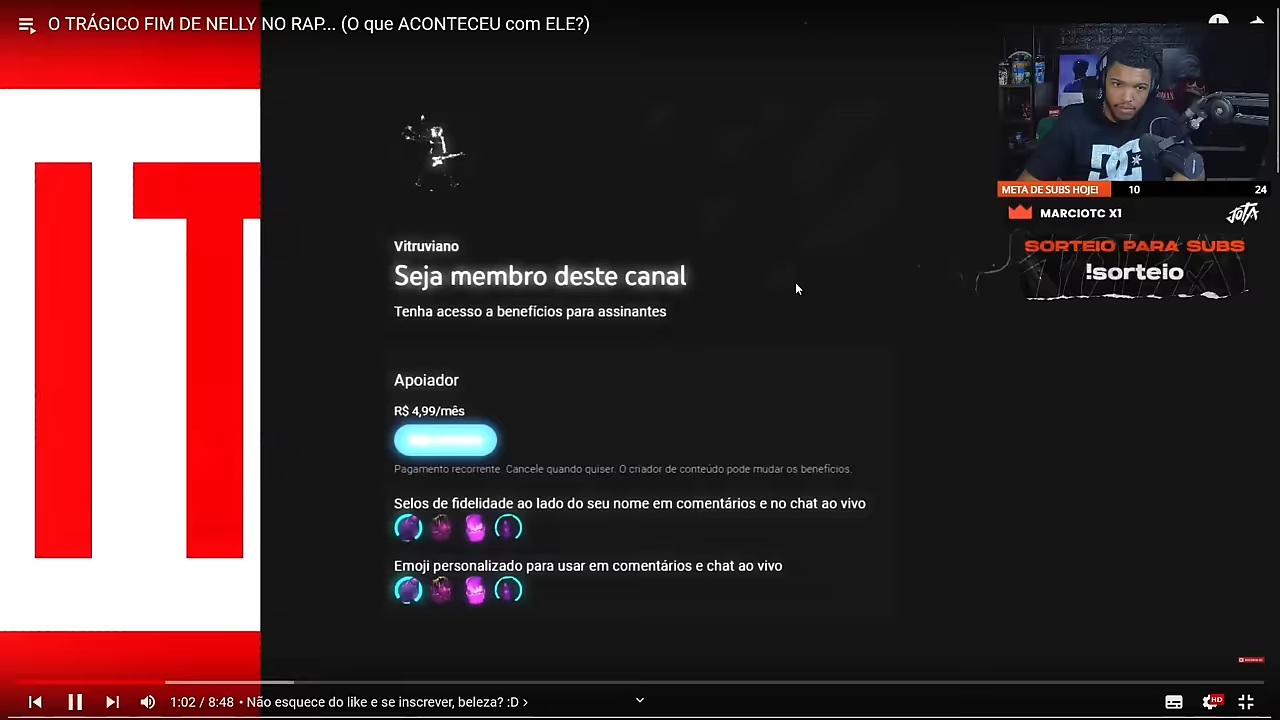 O TRÁGICO FIM DE NELLY NO RAP... (O que ACONTECEU com ELE?)
IT
META DE SUBS HOJE! 10 24
MARCIOTC X1
JOTA
SORTEIO PARA SUBS
!sorteio
Vitruviano
Seja membro deste canal
Tenha acesso a benefícios para assinantes
Apoiador
R$ 4,99/mês
Pagamento recorrente. Cancele quando quiser. O criador de conteúdo pode mudar os benefícios.
Selos de fidelidade ao lado do seu nome em comentários e no chat ao vivo
Emoji personalizado para usar em comentários e chat ao vivo
1:02 / 8:48 • Não esquece do like e se inscrever, beleza? :D ›
HD